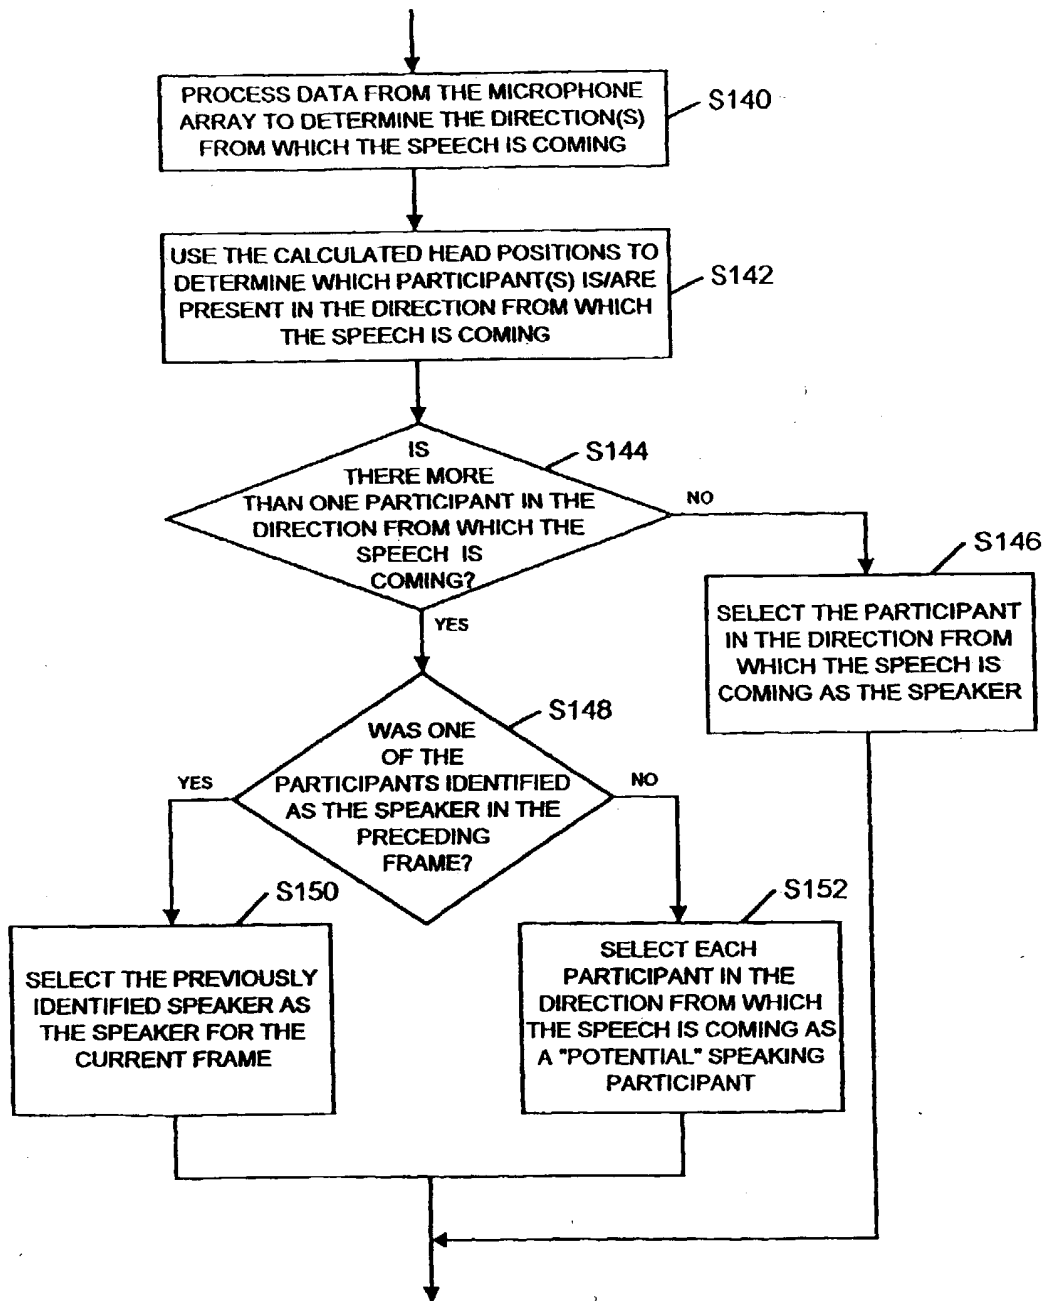 PROCESS DATA FROM THE MICROPHONE
ARRAY TO DETERMINE THE DIRECTION(S)
FROM WHICH THE SPEECH IS COMING
S140
USE THE CALCULATED HEAD POSITIONS TO
DETERMINE WHICH PARTICIPANT(S) IS/ARE
PRESENT IN THE DIRECTION FROM WHICH
THE SPEECH IS COMING
S142
IS
THERE MORE
THAN ONE PARTICIPANT IN THE
DIRECTION FROM WHICH THE
SPEECH IS
COMING?
S144
NO
YES
S146
SELECT THE PARTICIPANT
IN THE DIRECTION FROM
WHICH THE SPEECH IS
COMING AS THE SPEAKER
S148
WAS ONE
OF THE
PARTICIPANTS IDENTIFIED
AS THE SPEAKER IN THE
PRECEDING
FRAME?
YES
NO
S150
SELECT THE PREVIOUSLY
IDENTIFIED SPEAKER AS
THE SPEAKER FOR THE
CURRENT FRAME
S152
SELECT EACH
PARTICIPANT IN THE
DIRECTION FROM WHICH
THE SPEECH IS COMING AS
A "POTENTIAL" SPEAKING
PARTICIPANT